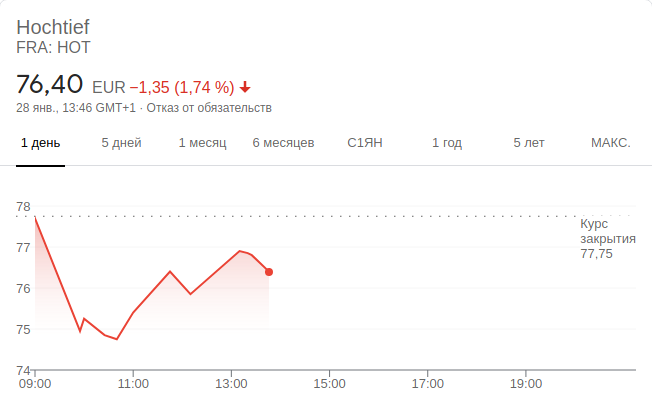 Hochtief
FRA: HOT
76,40 EUR −1,35 (1,74 %)
28 янв., 13:46 GMT+1 · Отказ от обязательств
1 день 5 дней 1 месяц 6 месяцев С1ЯН 1 год 5 лет МАКС.
78
Курс
закрытия
77,75
77
76
75
74
09:00 11:00 13:00 15:00 17:00 19:00